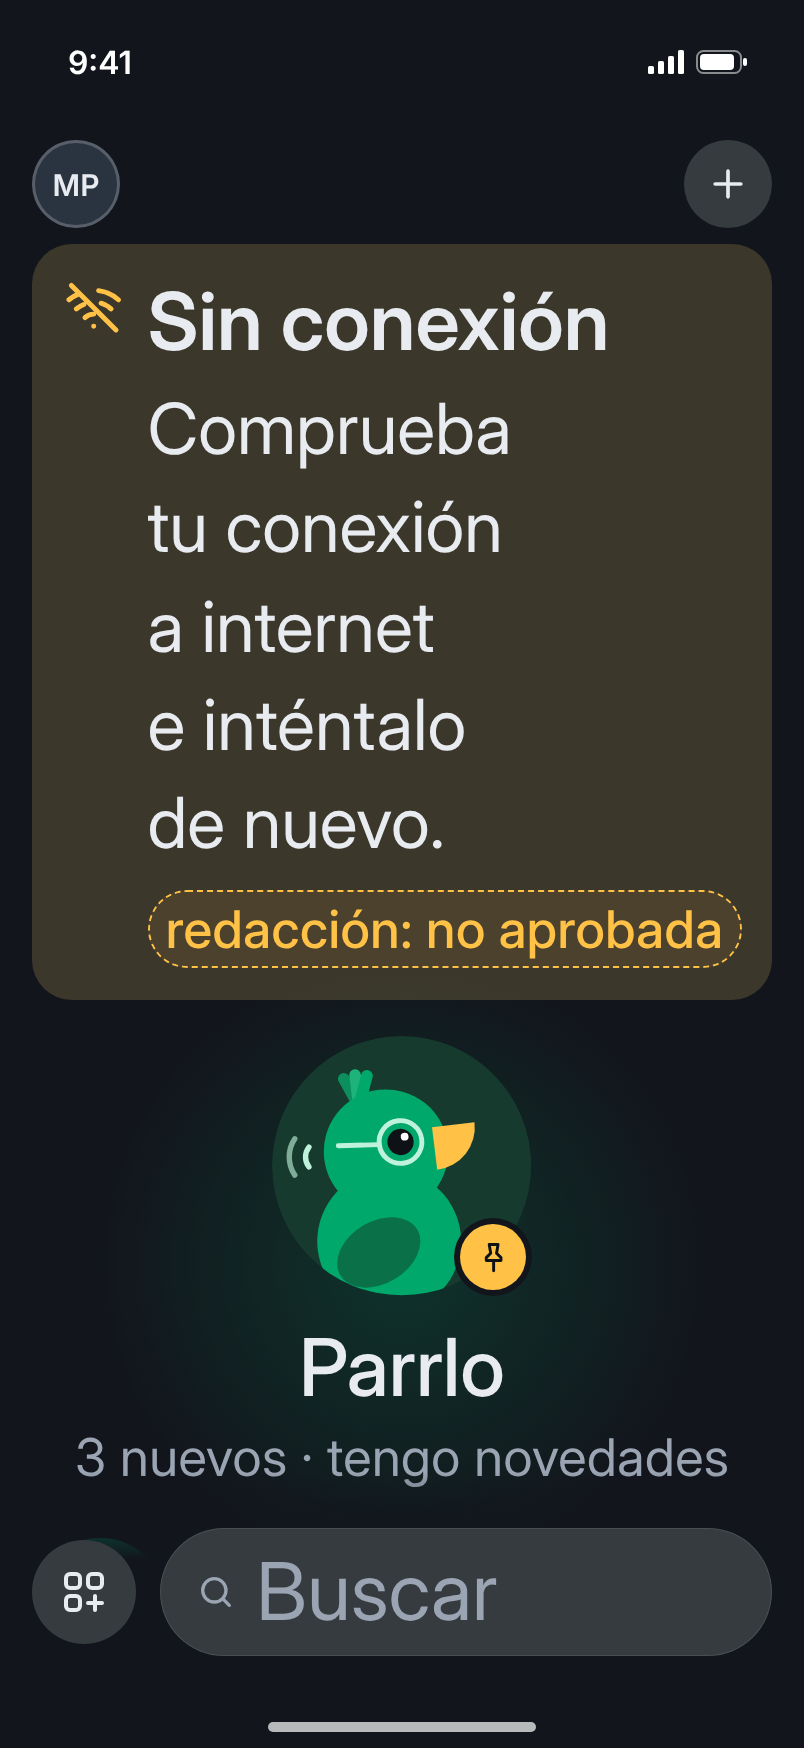 9:41
MP
Sin conexión
Comprueba
tu conexión
a internet
e inténtalo
de nuevo.
redacción: no aprobada
Parrlo
3 nuevos · tengo novedades
Buscar